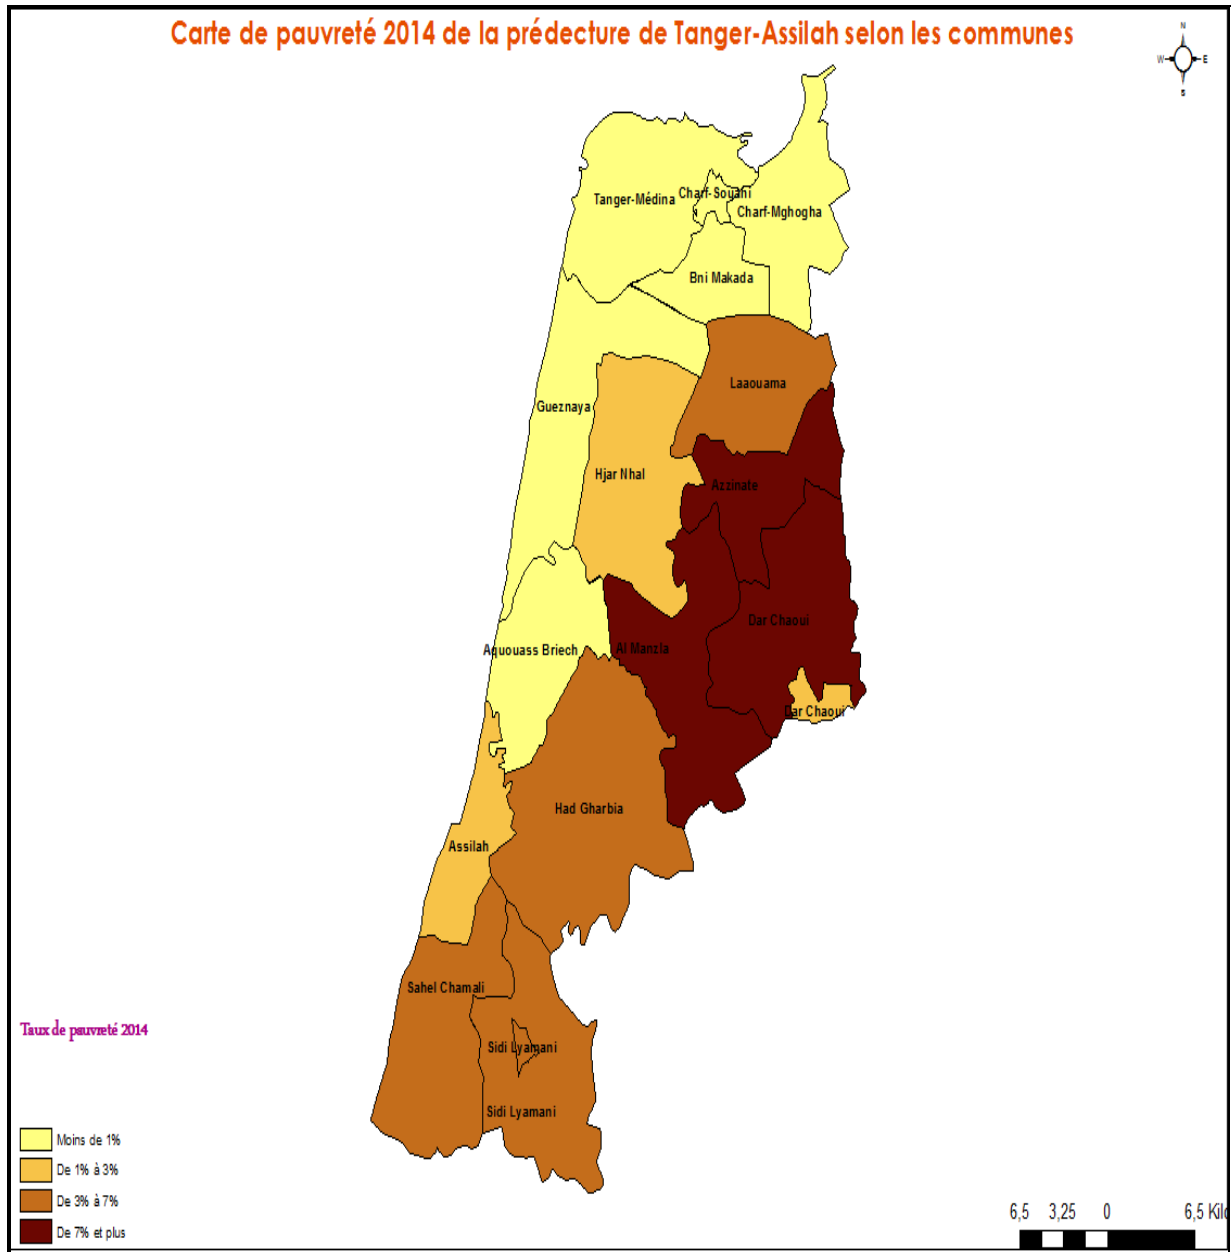 Carte de pauvreté 2014 de la prédecture de Tanger-Assilah selon les communes
N
W E
S
Tanger-Médina
Charf-Souani
Charf-Mghogha
Bni Makada
Laaouama
Gueznaya
Hjar Nhal
Azzinate
Dar Chaoui
Aquouass Briech
Al Manzla
Dar Chaoui
Had Gharbia
Assilah
Sahel Chamali
Sidi Lyamani
Sidi Lyamani
Taux de pauvreté 2014
Moins de 1%
De 1% à 3%
De 3% à 7%
De 7% et plus
6,5 3,25 0 6,5 Kilo